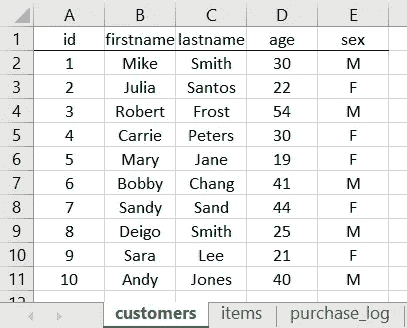 A B C D E
1 id firstname lastname age sex
2 1 Mike Smith 30 M
3 2 Julia Santos 22 F
4 3 Robert Frost 54 M
5 4 Carrie Peters 30 F
6 5 Mary Jane 19 F
7 6 Bobby Chang 41 M
8 7 Sandy Sand 44 F
9 8 Deigo Smith 25 M
10 9 Sara Lee 21 F
11 10 Andy Jones 40 M
customers items purchase_log